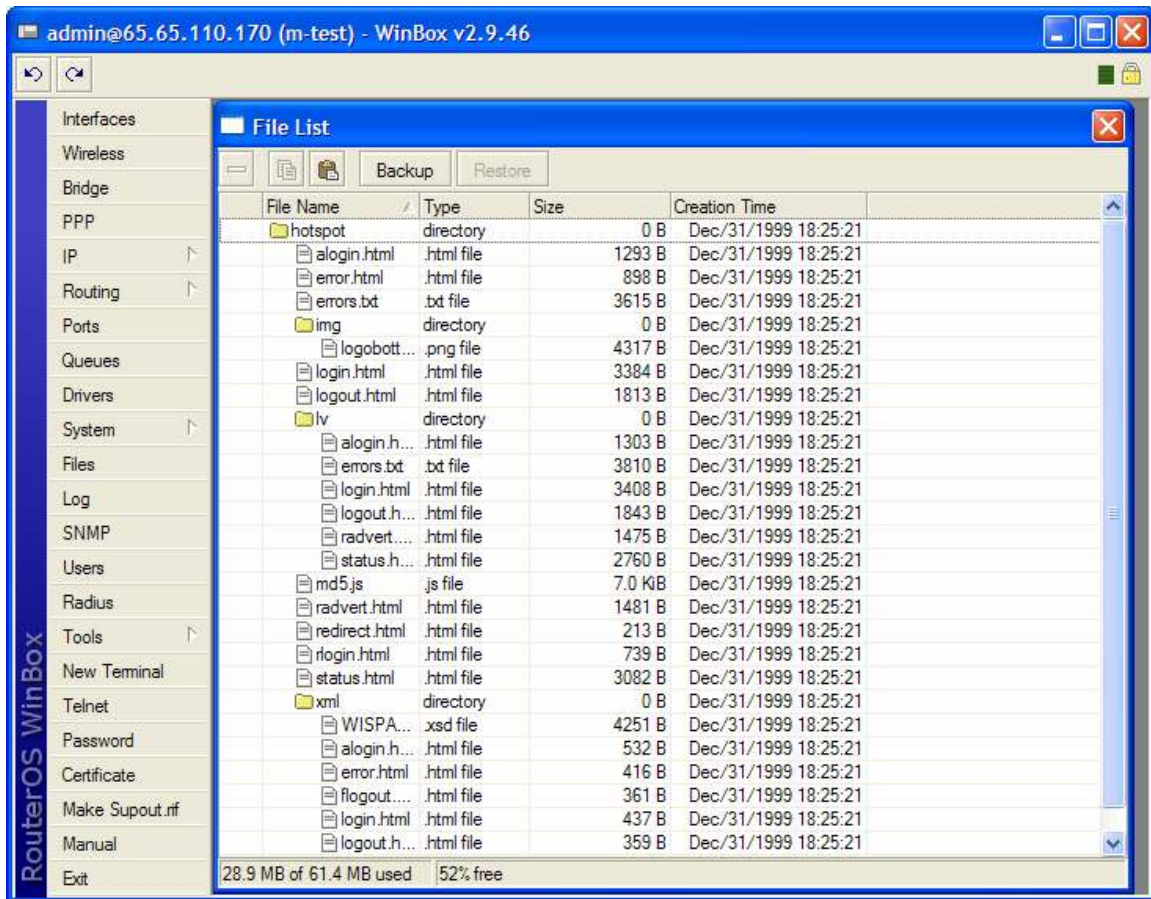 admin@65.65.110.170 (m-test) - WinBox v2.9.46
Interfaces
Wireless
Bridge
PPP
IP
Routing
Ports
Queues
Drivers
System
Files
Log
SNMP
Users
Radius
Tools
New Terminal
Telnet
Password
Certificate
Make Supout.rif
Manual
Exit
RouterOS WinBox
File List
Backup Restore
File Name Type Size Creation Time
hotspot directory 0 B Dec/31/1999 18:25:21
alogin.html .html file 1293 B Dec/31/1999 18:25:21
error.html .html file 898 B Dec/31/1999 18:25:21
errors.txt .txt file 3615 B Dec/31/1999 18:25:21
img directory 0 B Dec/31/1999 18:25:21
logobott... .png file 4317 B Dec/31/1999 18:25:21
login.html .html file 3384 B Dec/31/1999 18:25:21
logout.html .html file 1813 B Dec/31/1999 18:25:21
lv directory 0 B Dec/31/1999 18:25:21
alogin.h... .html file 1303 B Dec/31/1999 18:25:21
errors.txt .txt file 3810 B Dec/31/1999 18:25:21
login.html .html file 3408 B Dec/31/1999 18:25:21
logout.h... .html file 1843 B Dec/31/1999 18:25:21
radvert.... .html file 1475 B Dec/31/1999 18:25:21
status.h... .html file 2760 B Dec/31/1999 18:25:21
md5.js .js file 7.0 KiB Dec/31/1999 18:25:21
radvert.html .html file 1481 B Dec/31/1999 18:25:21
redirect.html .html file 213 B Dec/31/1999 18:25:21
rlogin.html .html file 739 B Dec/31/1999 18:25:21
status.html .html file 3082 B Dec/31/1999 18:25:21
xml directory 0 B Dec/31/1999 18:25:21
WISPA... .xsd file 4251 B Dec/31/1999 18:25:21
alogin.h... .html file 532 B Dec/31/1999 18:25:21
error.html .html file 416 B Dec/31/1999 18:25:21
flogout.... .html file 361 B Dec/31/1999 18:25:21
login.html .html file 437 B Dec/31/1999 18:25:21
logout.h... .html file 359 B Dec/31/1999 18:25:21
28.9 MB of 61.4 MB used 52% free